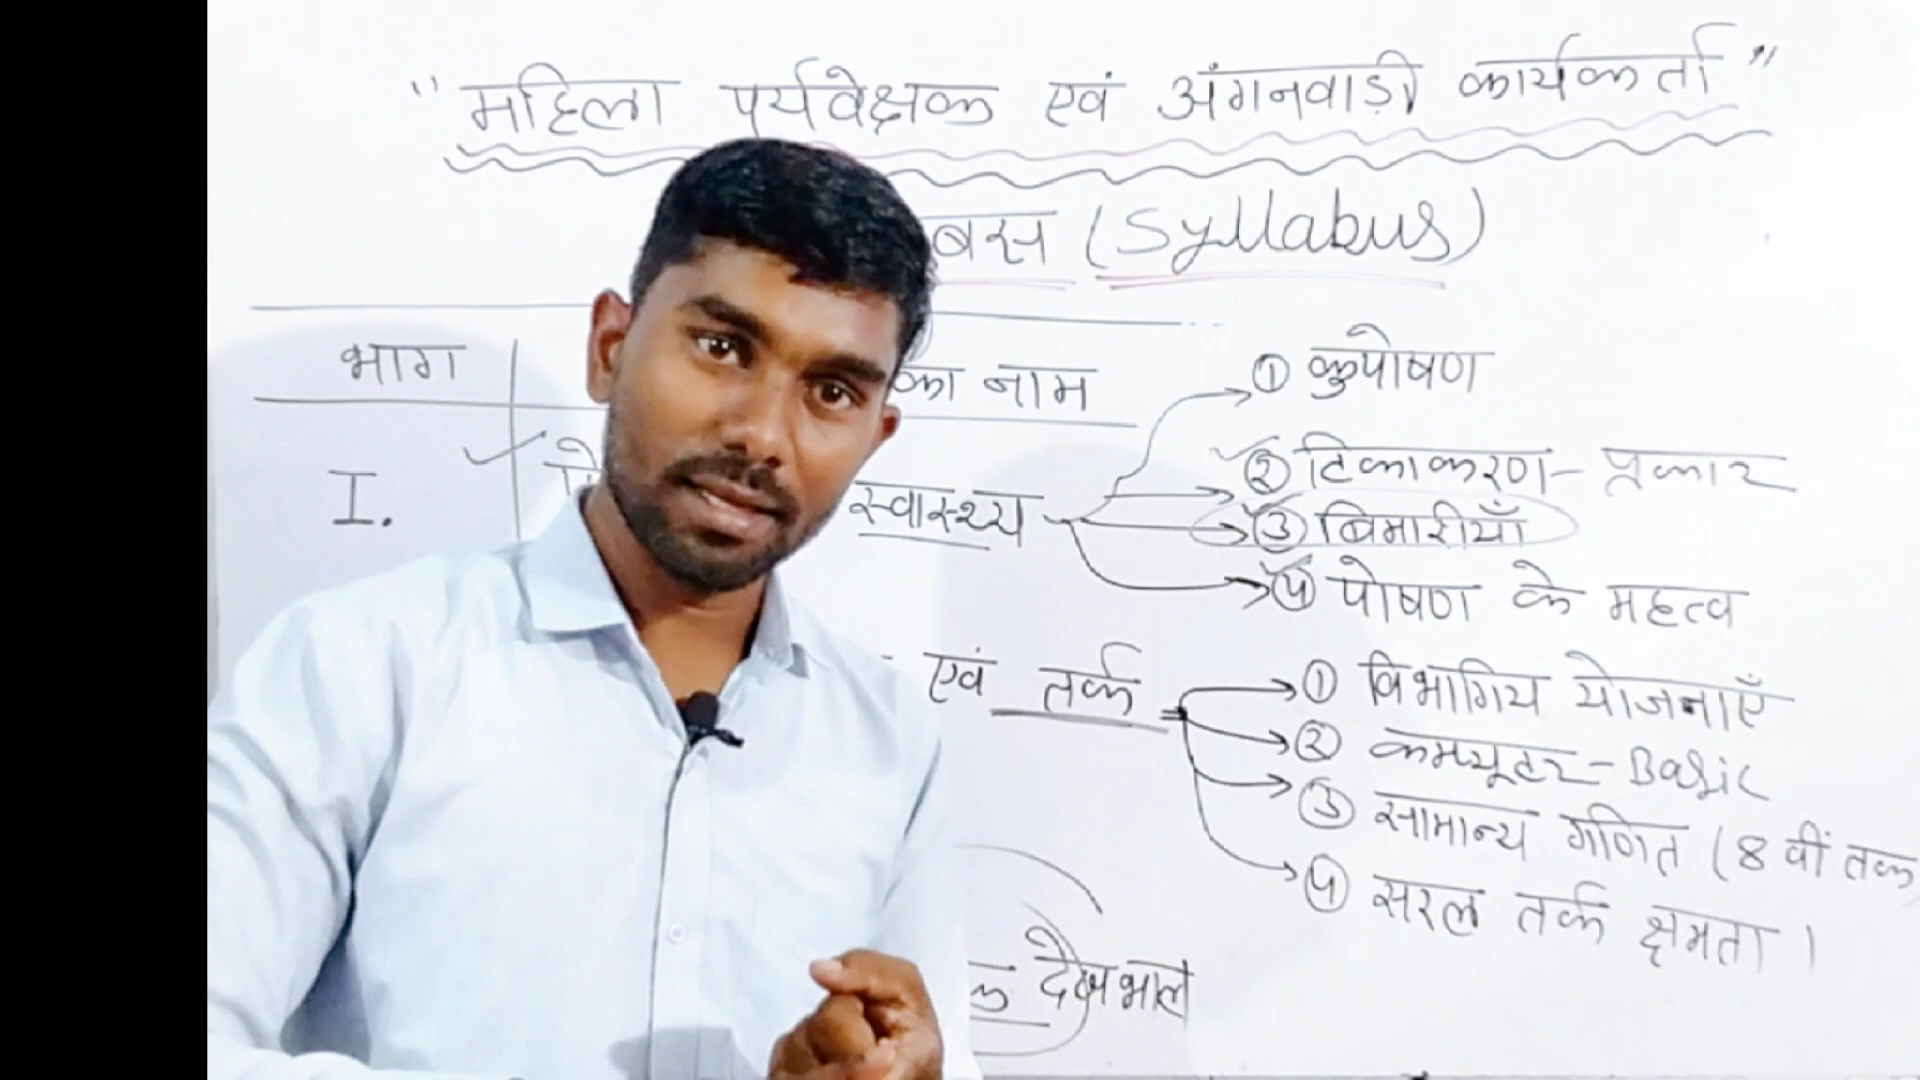 "महिला पर्यवेक्षक एवं अंगनवाड़ी कार्यकर्ता"
बस (Syllabus)
भाग का नाम
I. स्वास्थ्य
① कुपोषण
② टिकाकरण - प्रकार
③ बिमारीयाँ
④ पोषण के महत्व
एवं तर्क
① विभागिय योजनाएँ
② कम्प्यूटर - Basic
③ सामान्य गणित (8 वीं तक)
④ सरल तर्क क्षमता।
देखभाल